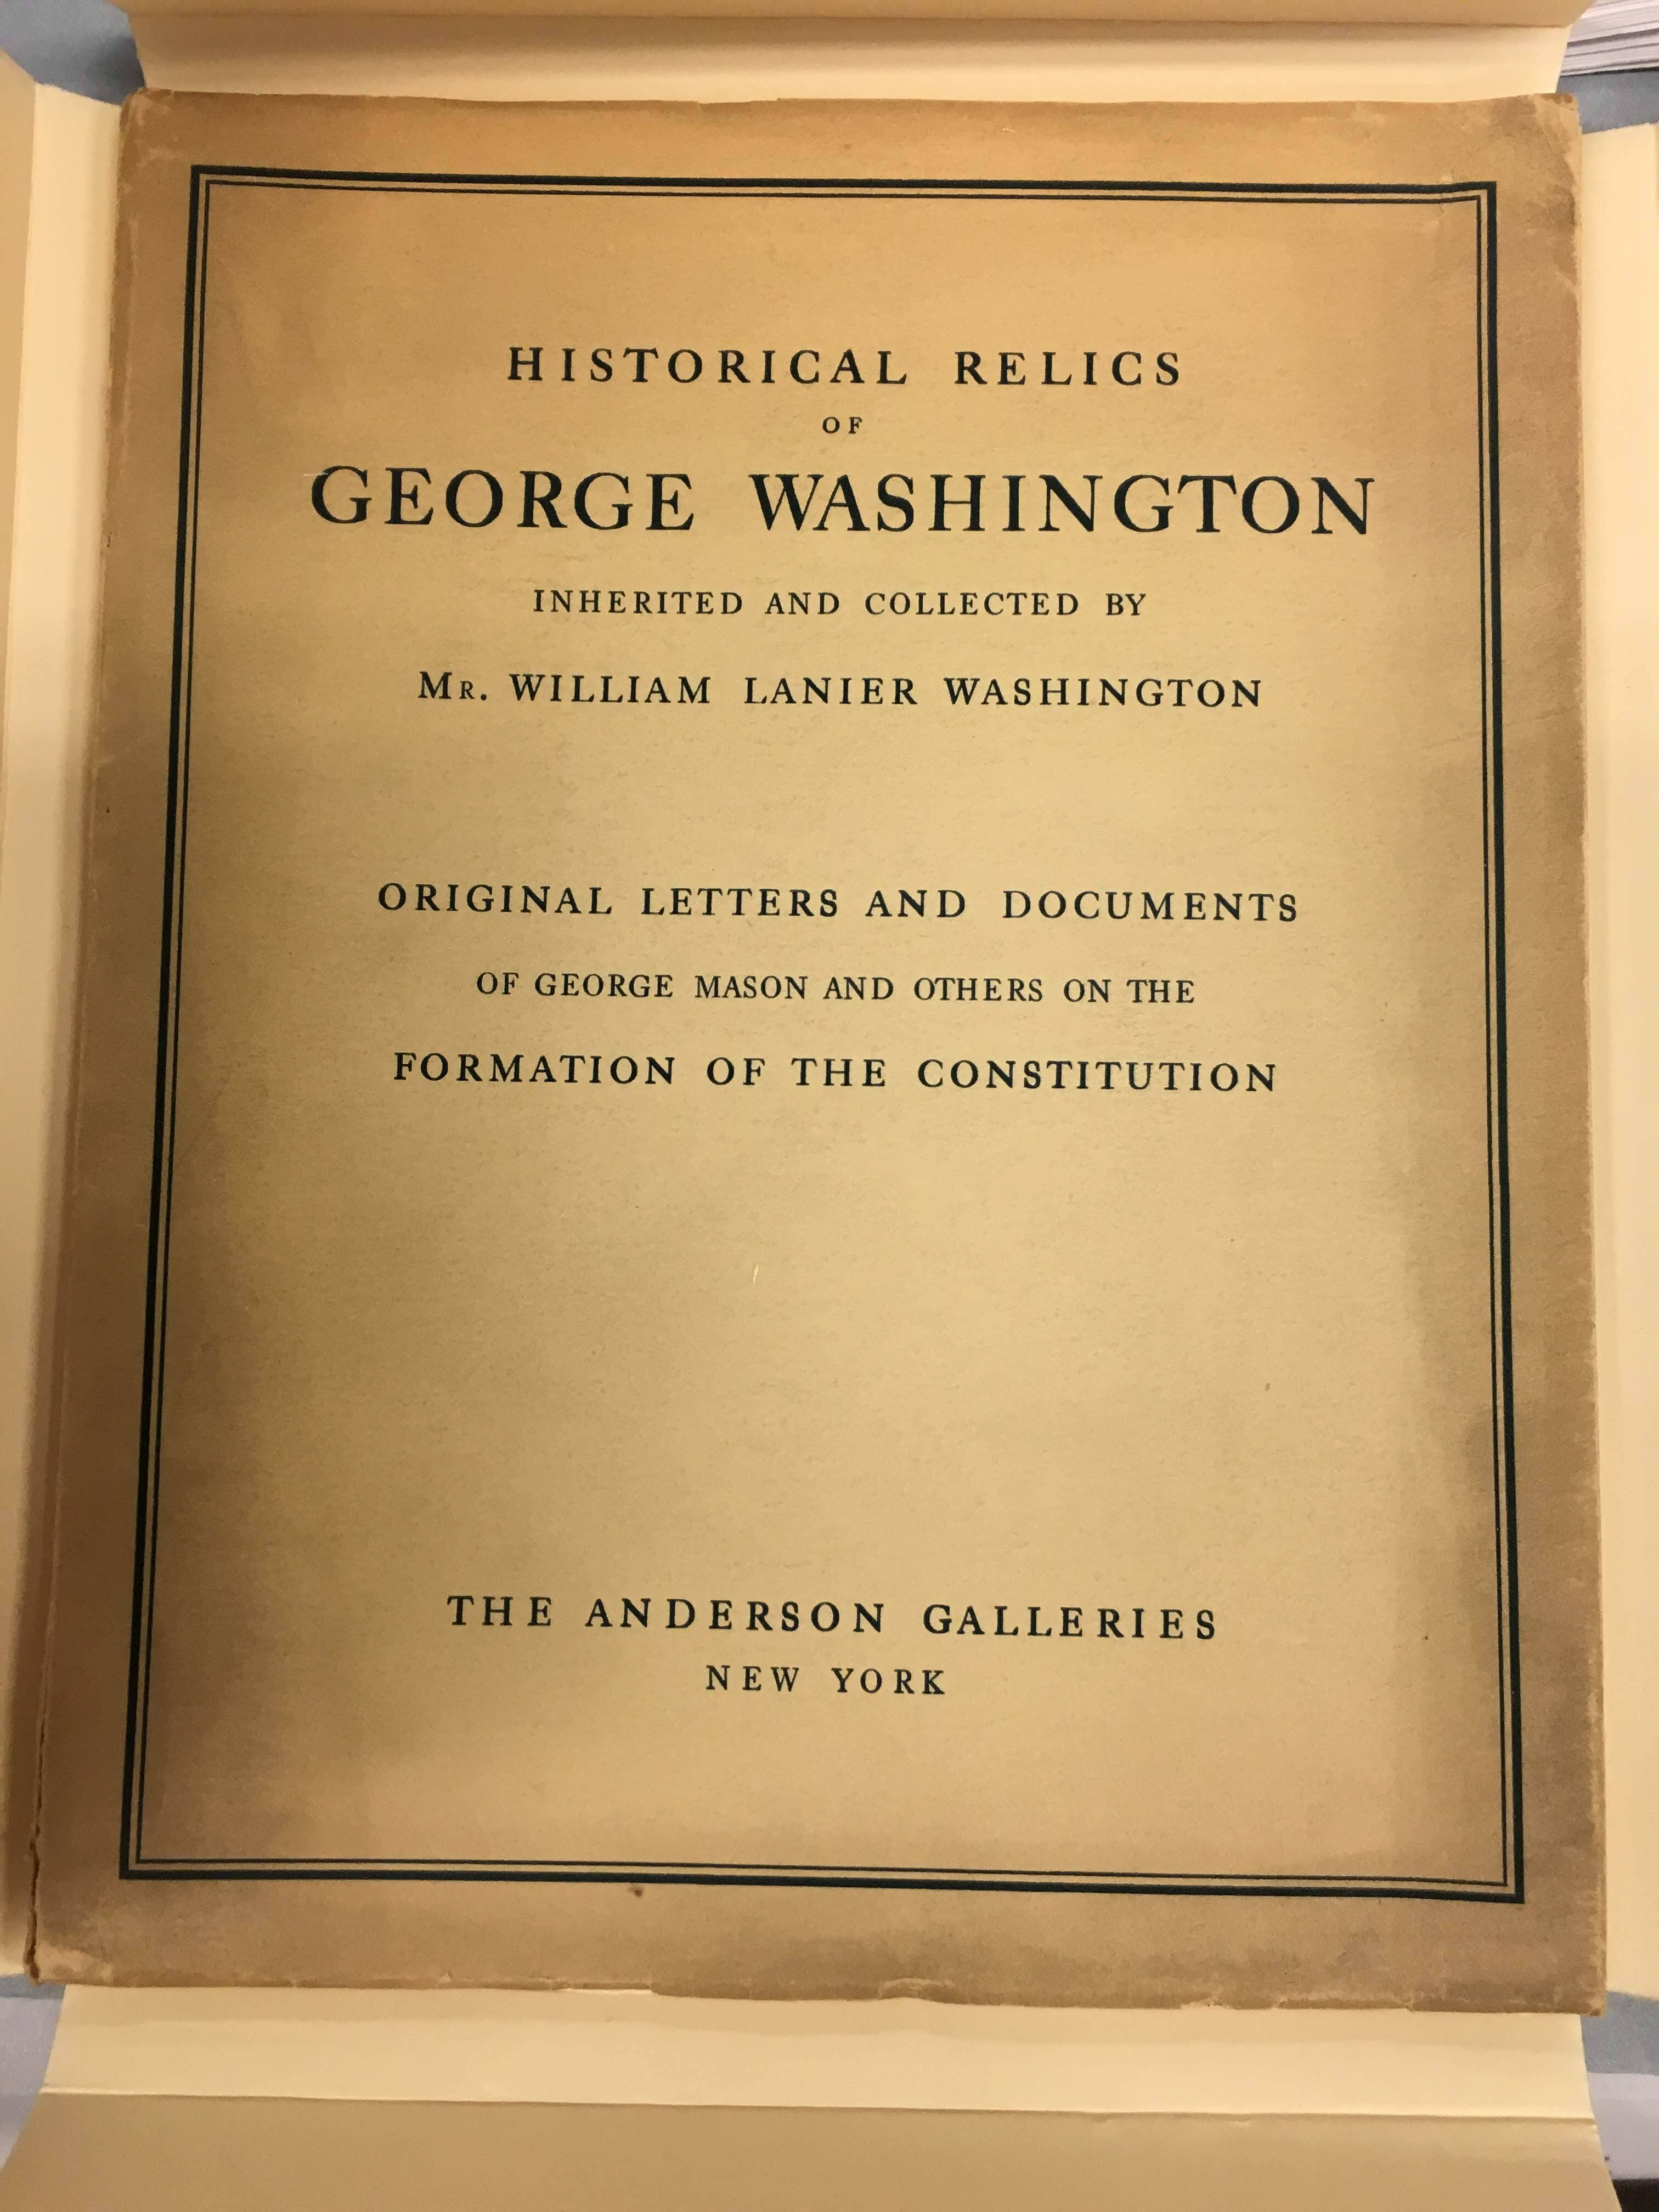 HISTORICAL RELICS
OF
GEORGE WASHINGTON
INHERITED AND COLLECTED BY
MR. WILLIAM LANIER WASHINGTON
ORIGINAL LETTERS AND DOCUMENTS
OF GEORGE MASON AND OTHERS ON THE
FORMATION OF THE CONSTITUTION
THE ANDERSON GALLERIES
NEW YORK